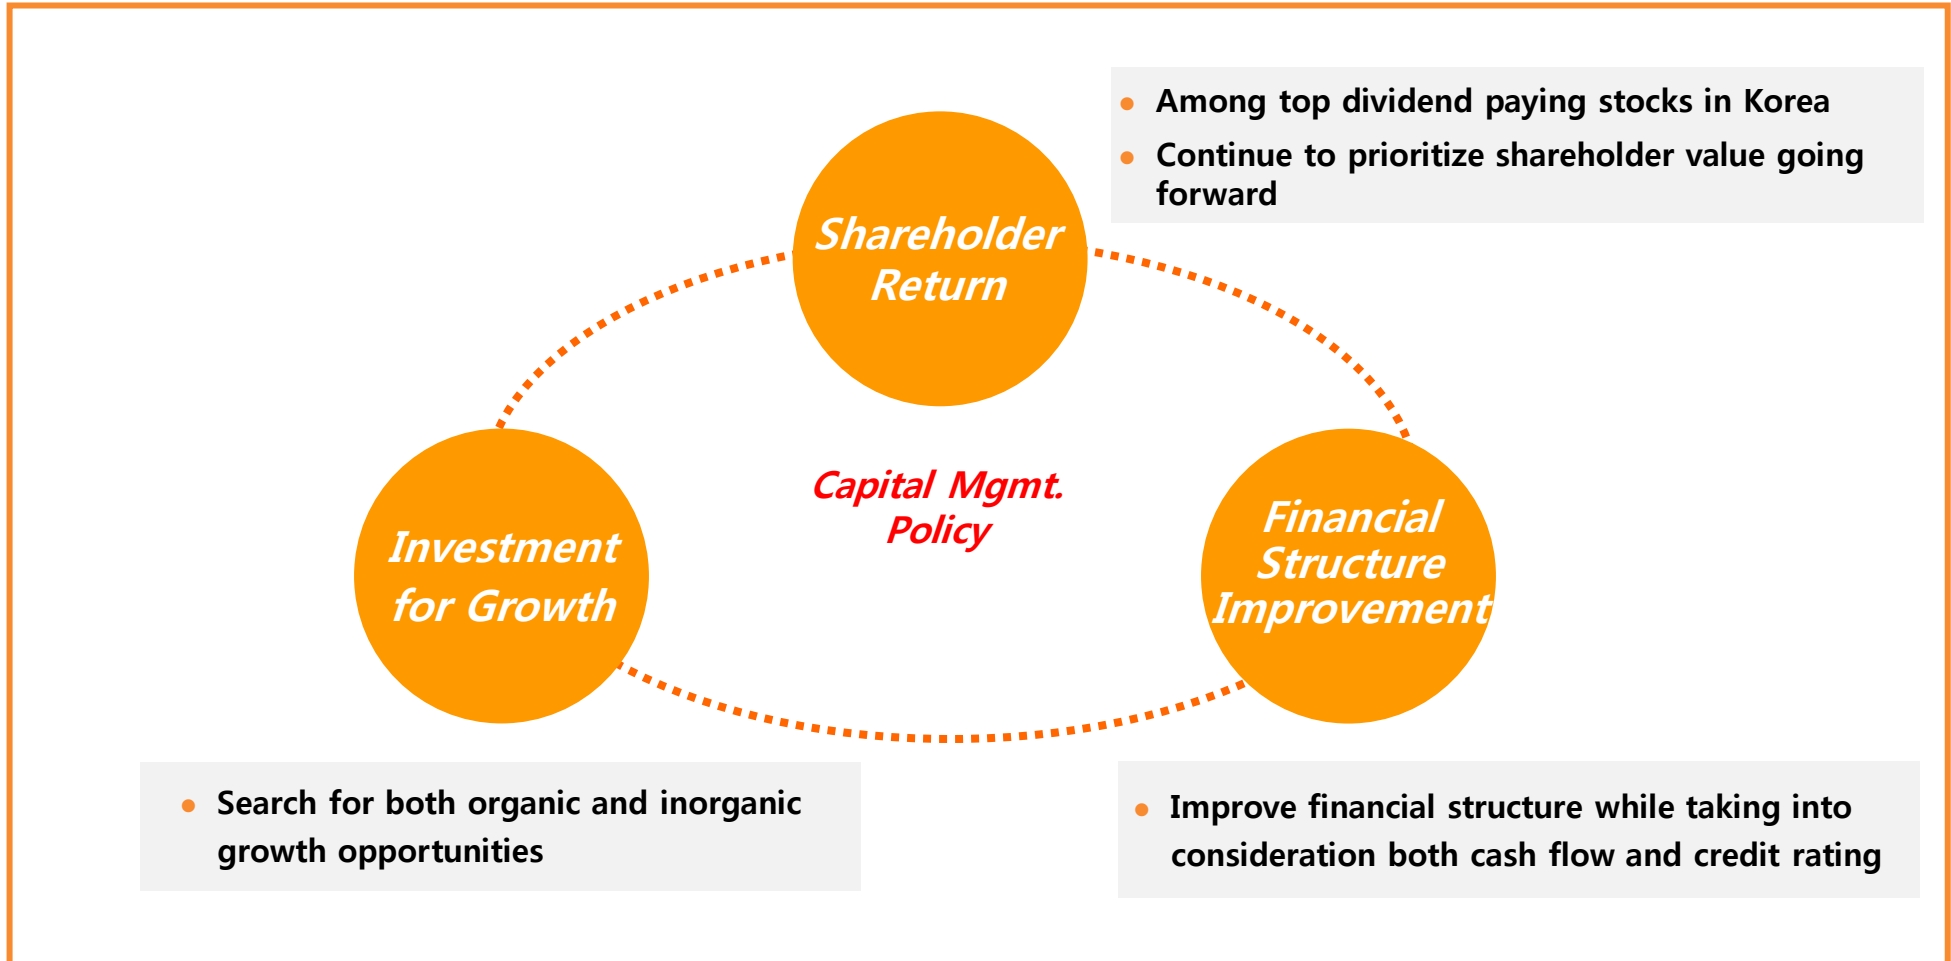 Among top dividend paying stocks in Korea
Continue to prioritize shareholder value going
forward
Shareholder
Return
Capital Mgmt.
Policy
Investment
for Growth
Financial
Structure
Improvement
Search for both organic and inorganic
growth opportunities
Improve financial structure while taking into
consideration both cash flow and credit rating